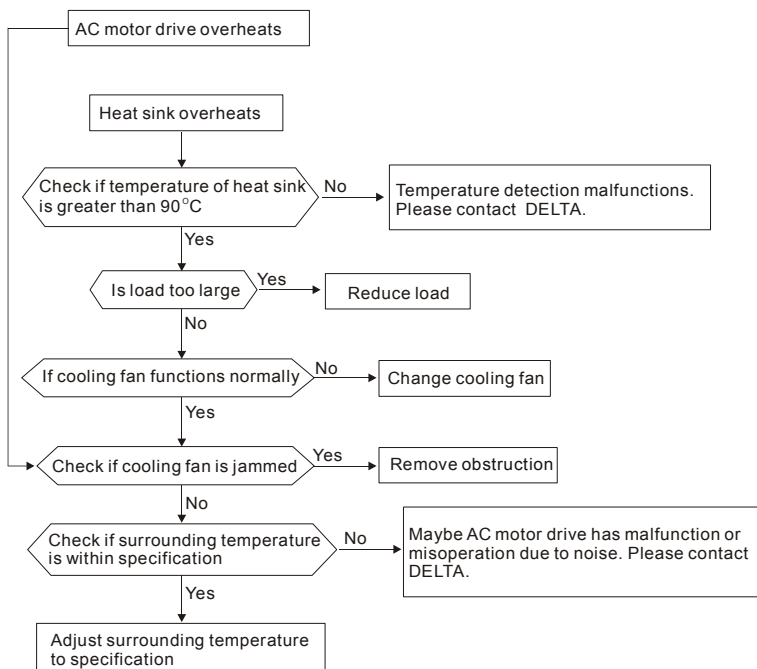 AC motor drive overheats
Heat sink overheats
Check if temperature of heat sink
is greater than 90°C
No
Temperature detection malfunctions.
Please contact DELTA.
Yes
Is load too large
Yes
Reduce load
No
If cooling fan functions normally
No
Change cooling fan
Yes
Check if cooling fan is jammed
Yes
Remove obstruction
No
Check if surrounding temperature
is within specification
No
Maybe AC motor drive has malfunction or
misoperation due to noise. Please contact
DELTA.
Yes
Adjust surrounding temperature
to specification